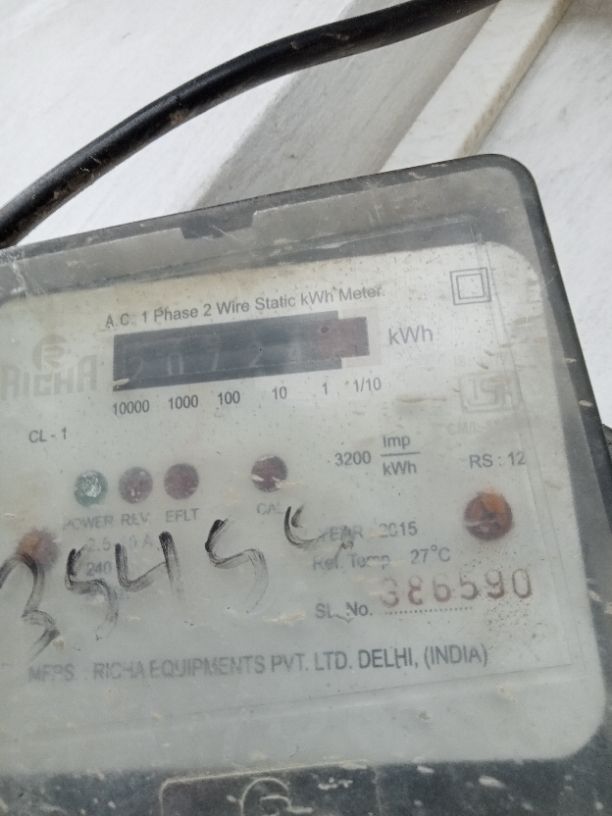 A.C. 1 Phase 2 Wire Static kWh Meter
RICHA
kWh
10000 1000 100 10 1 1/10
CL - 1
3200 Imp/kWh
RS : 12
POWER REV EFLT CAL
YEAR 2015
240
Ref. Temp. 27°C
SL. No. 386590
MFRS. RICHA EQUIPMENTS PVT. LTD. DELHI, (INDIA)